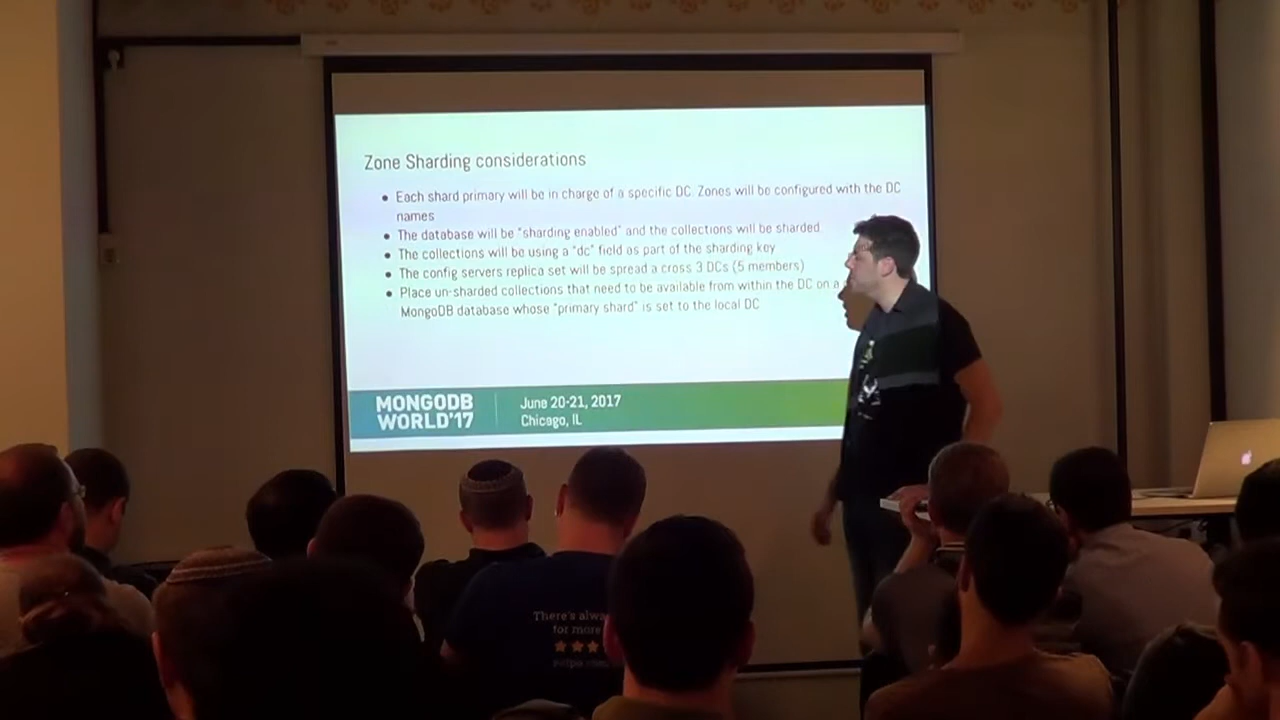 Zone Sharding considerations
● Each shard primary will be in charge of a specific DC. Zones will be configured with the DC
names
● The database will be "sharding enabled" and the collections will be sharded
● The collections will be using a "dc" field as part of the sharding key
● The config servers replica set will be spread a cross 3 DCs (5 members)
● Place un-sharded collections that need to be available from within the DC on a
MongoDB database whose "primary shard" is set to the local DC
MONGODB
WORLD'17
June 20-21, 2017
Chicago, IL
There's alwa
for more